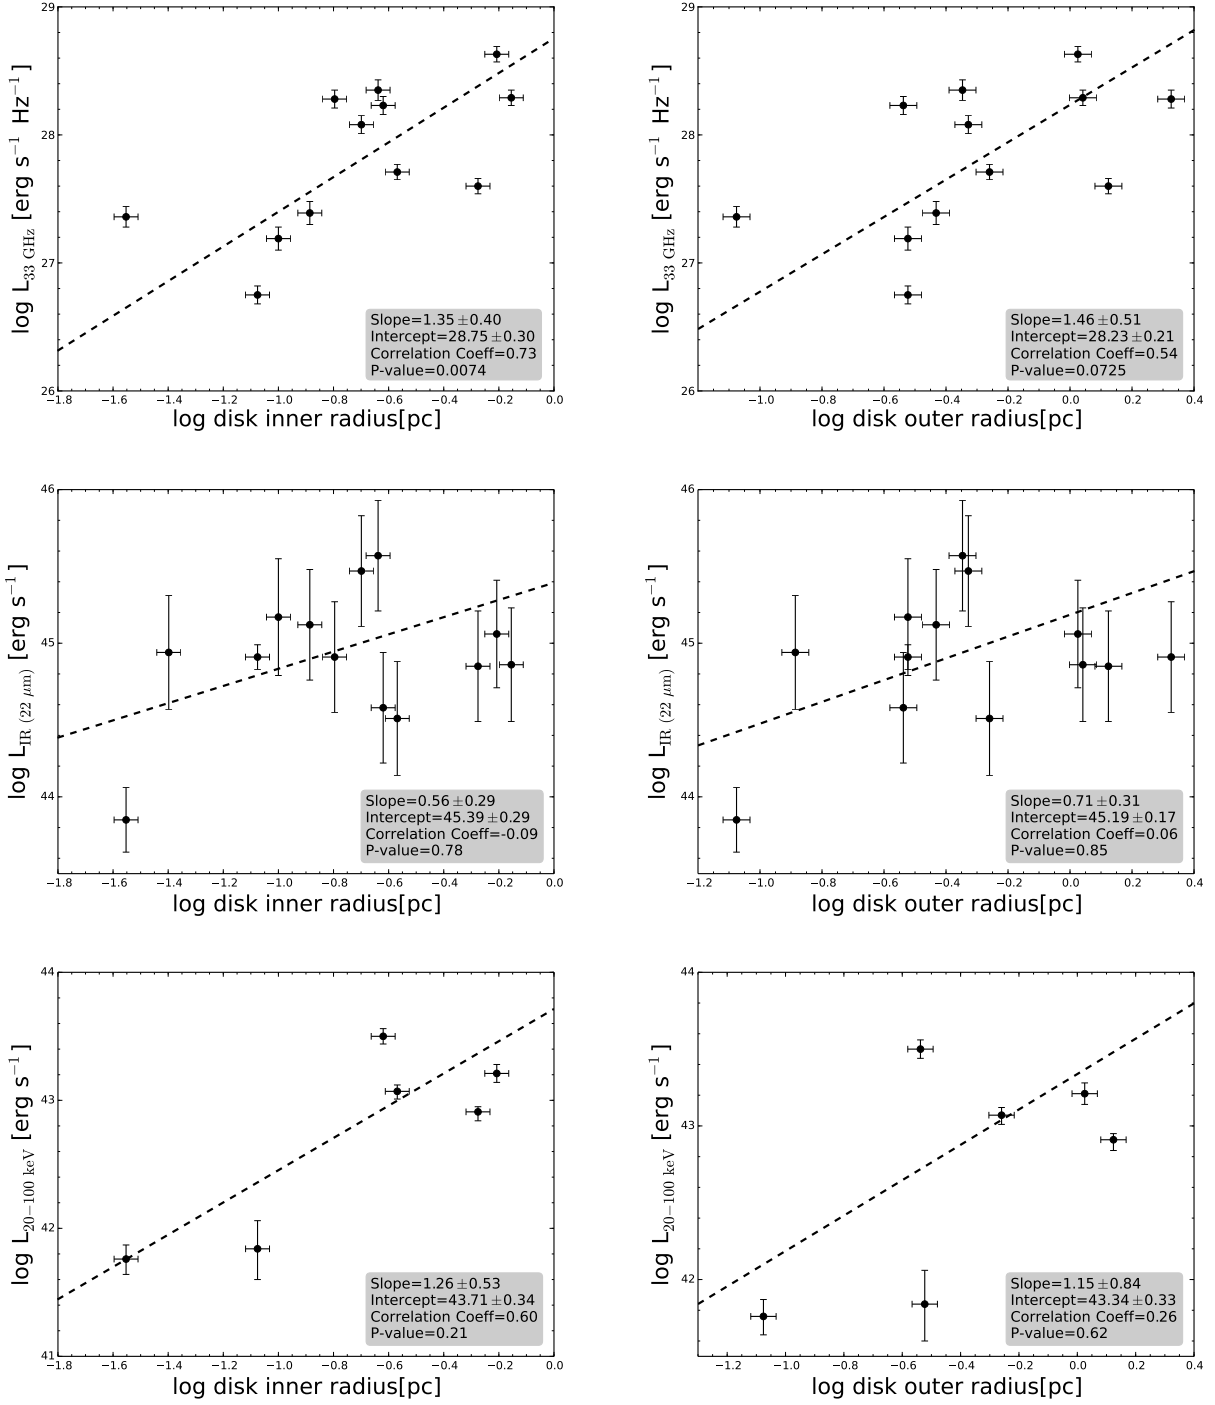 29
28
27
26
log L33 GHz [erg s−1 Hz−1]
Slope=1.35±0.40
Intercept=28.75±0.30
Correlation Coeff=0.73
P-value=0.0074
−1.8 −1.6 −1.4 −1.2 −1.0 −0.8 −0.6 −0.4 −0.2 0.0
log disk inner radius[pc]
29
28
27
26
log L33 GHz [erg s−1 Hz−1]
Slope=1.46±0.51
Intercept=28.23±0.21
Correlation Coeff=0.54
P-value=0.0725
−1.0 −0.8 −0.6 −0.4 −0.2 0.0 0.2 0.4
log disk outer radius[pc]
46
45
44
log LIR (22 μm) [erg s−1]
Slope=0.56±0.29
Intercept=45.39±0.29
Correlation Coeff=-0.09
P-value=0.78
−1.8 −1.6 −1.4 −1.2 −1.0 −0.8 −0.6 −0.4 −0.2 0.0
log disk inner radius[pc]
46
45
44
log LIR (22 μm) [erg s−1]
Slope=0.71±0.31
Intercept=45.19±0.17
Correlation Coeff=0.06
P-value=0.85
−1.2 −1.0 −0.8 −0.6 −0.4 −0.2 0.0 0.2 0.4
log disk outer radius[pc]
44
43
42
41
log L20−100 keV [erg s−1]
Slope=1.26±0.53
Intercept=43.71±0.34
Correlation Coeff=0.60
P-value=0.21
−1.8 −1.6 −1.4 −1.2 −1.0 −0.8 −0.6 −0.4 −0.2 0.0
log disk inner radius[pc]
44
43
42
log L20−100 keV [erg s−1]
Slope=1.15±0.84
Intercept=43.34±0.33
Correlation Coeff=0.26
P-value=0.62
−1.2 −1.0 −0.8 −0.6 −0.4 −0.2 0.0 0.2 0.4
log disk outer radius[pc]